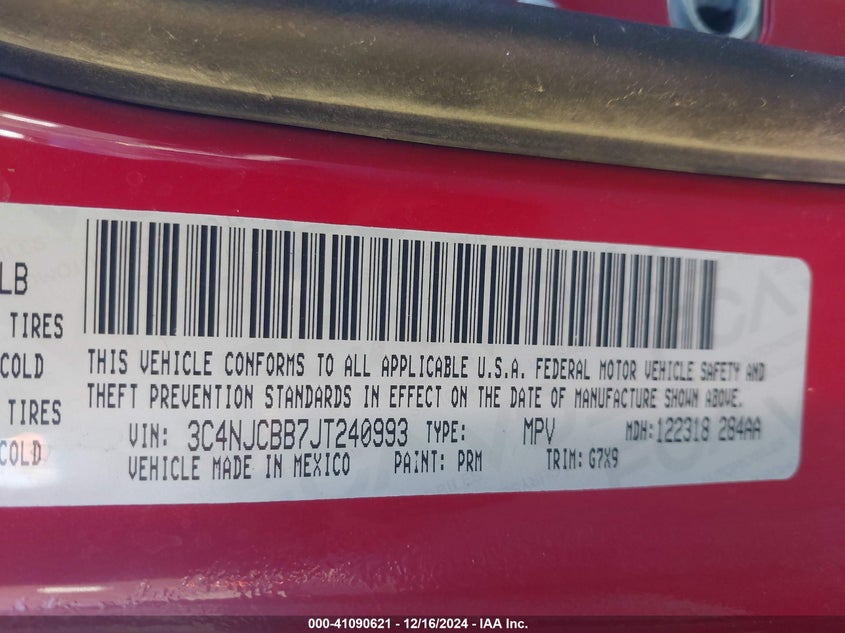 LB
TIRES
COLD
TIRES
COLD
THIS VEHICLE CONFORMS TO ALL APPLICABLE U.S.A. FEDERAL MOTOR VEHICLE SAFETY AND
THEFT PREVENTION STANDARDS IN EFFECT ON THE DATE OF MANUFACTURE SHOWN ABOVE.
VIN: 3C4NJCBB7JT240993 TYPE: MPV MDH: 122318 284AA
VEHICLE MADE IN MEXICO PAINT: PRM TRIM: G7X9
000-41090621 - 12/16/2024 - IAA Inc.